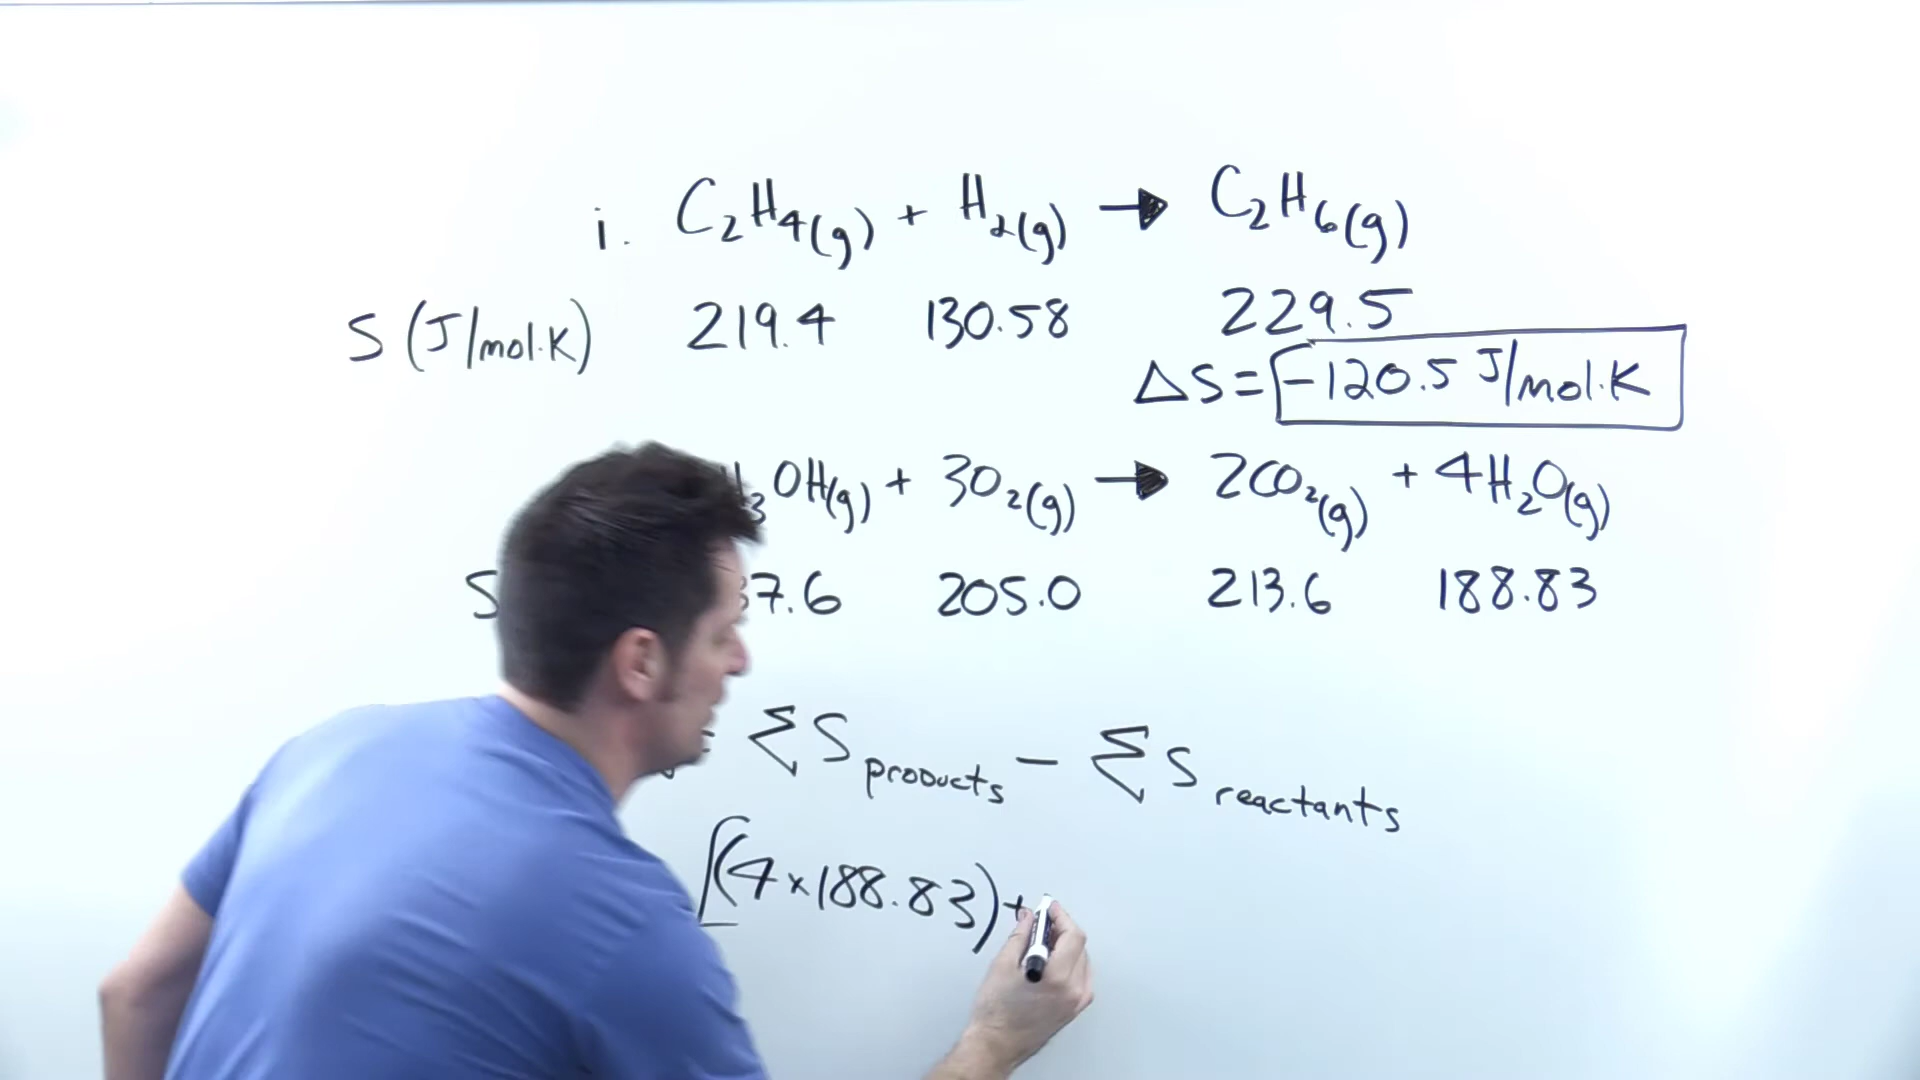 i. C₂H₄(g) + H₂(g) → C₂H₆(g)
S (J/mol·K) 219.4 130.58 229.5
ΔS = -120.5 J/mol·K
₃OH(g) + 3O₂(g) → 2CO₂(g) + 4H₂O(g)
S 7.6 205.0 213.6 188.83
= ΣS products - ΣS reactants
[(4×188.83)+